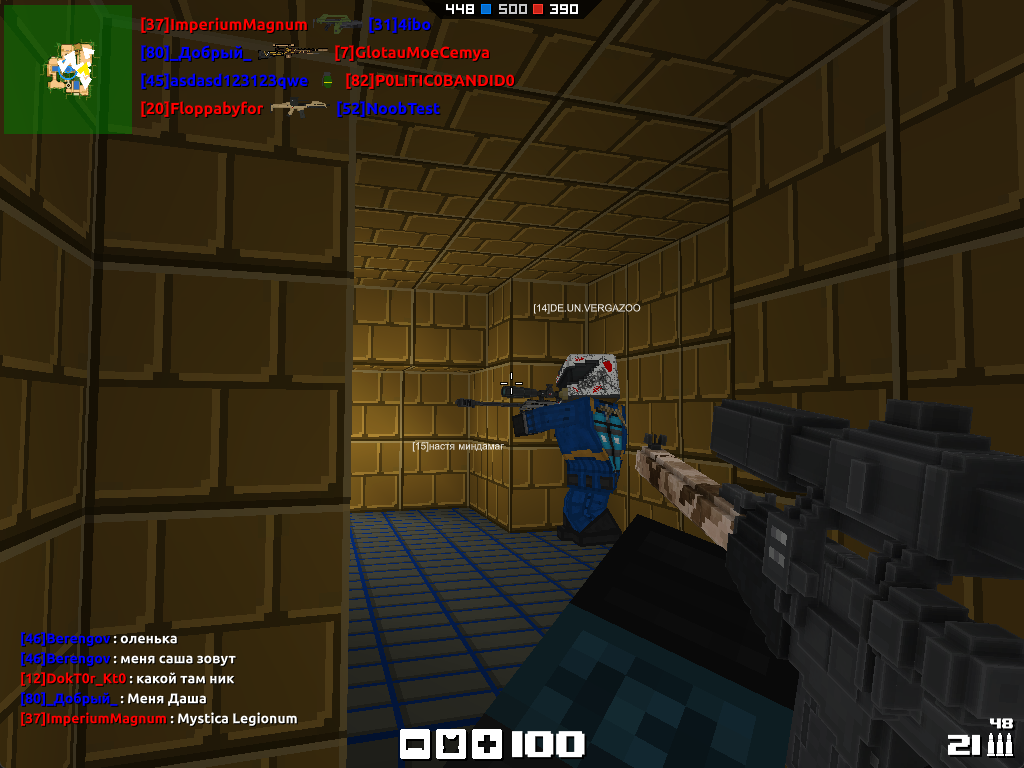 448 500 390
[37]ImperiumMagnum [31]4ibo
[80]_Добрый_ [7]GlotauMoeCemya
[45]asdasd123123qwe [82]P0LITIC0BANDID0
[20]Floppabyfor [52]NoobTest
[14]DE.UN.VERGAZOO
[15]настя миндамаг
[46]Berengov : оленька
[46]Berengov : меня саша зовут
[12]DokT0r_Kt0 : какой там ник
[80]_Добрый_ : Меня Даша
[37]ImperiumMagnum : Mystica Legionum
100
48
21